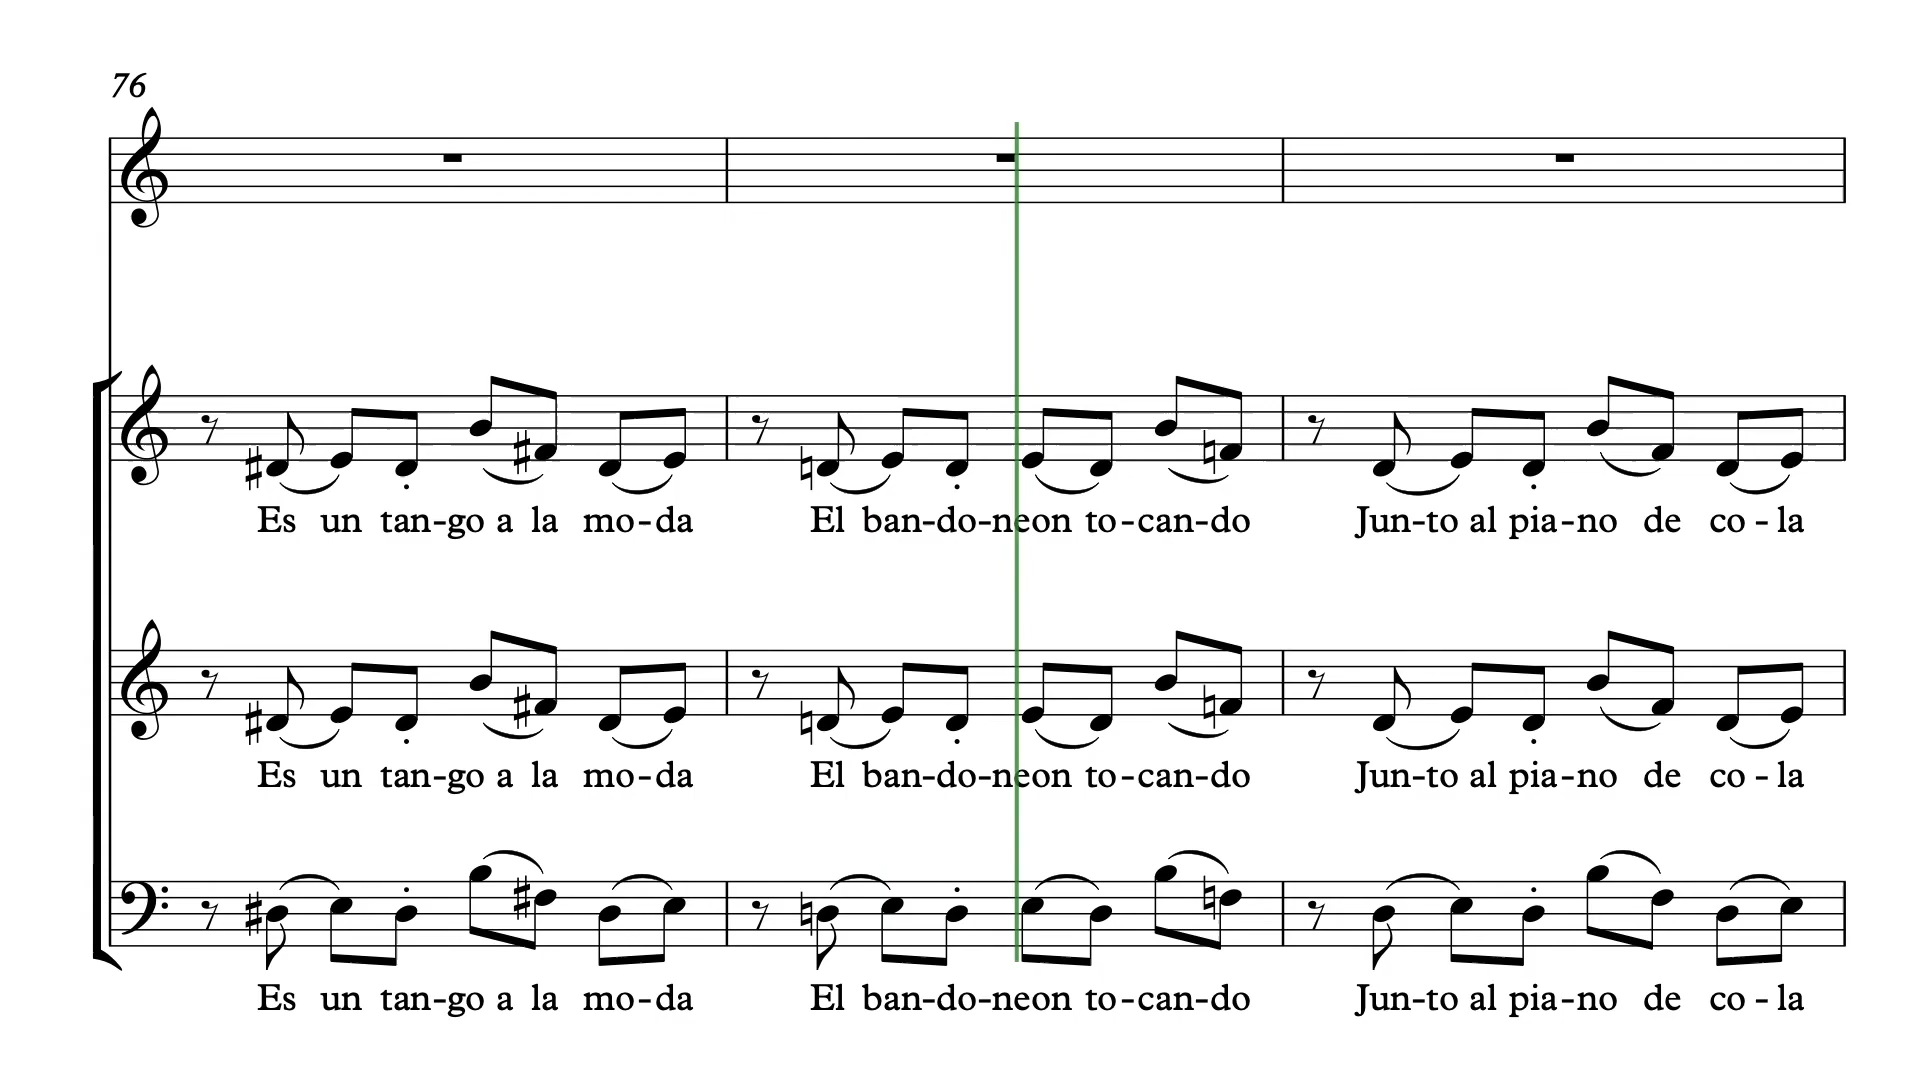 76
Es un tan-go a la mo-da El ban-do-neon to-can-do Jun-to al pia-no de co-la
Es un tan-go a la mo-da El ban-do-neon to-can-do Jun-to al pia-no de co-la
Es un tan-go a la mo-da El ban-do-neon to-can-do Jun-to al pia-no de co-la